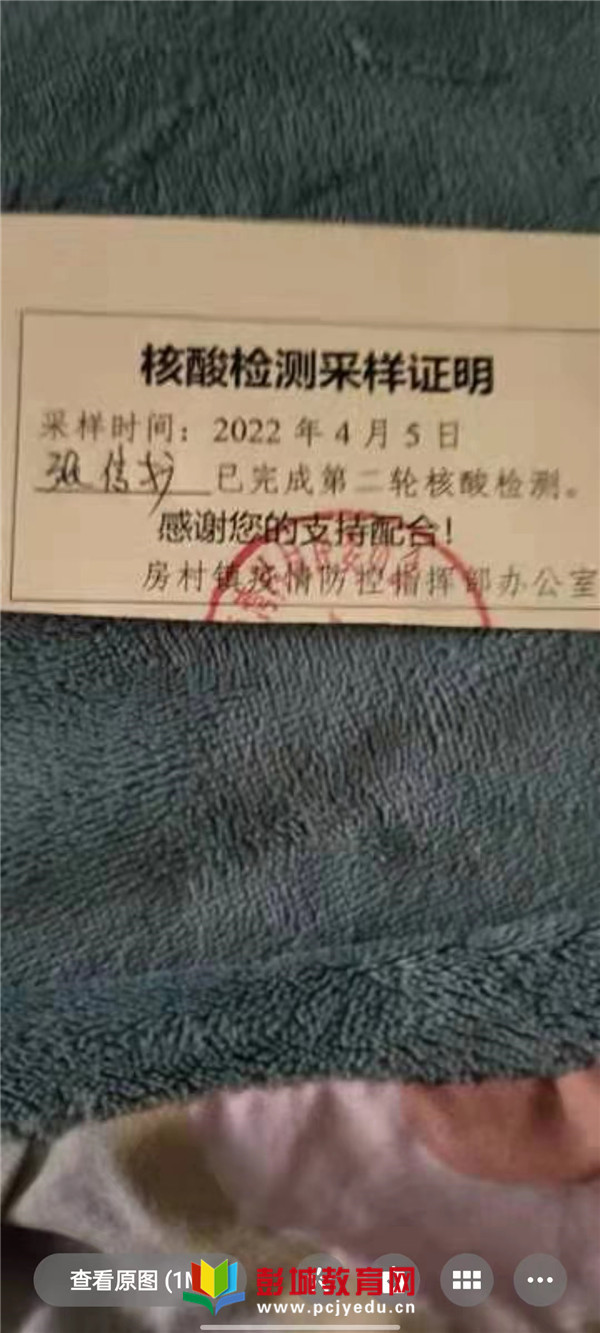 核酸检测采样证明
采样时间：2022 年 4 月 5 日
已完成第二轮核酸检测。
感谢您的支持配合！
房村镇疫情防控指挥部办公室
查看原图 (1M
彭城教育网
www.pcjyedu.cn